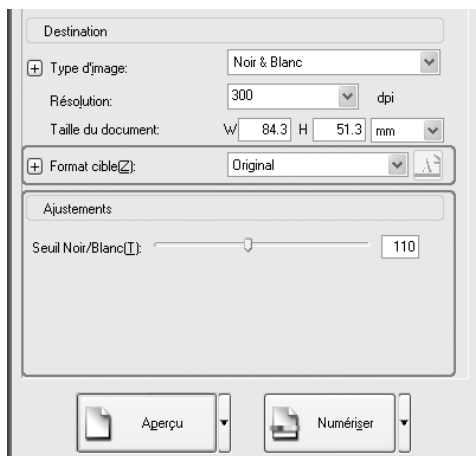 Destination
Type d'image: Noir & Blanc
Résolution: 300 dpi
Taille du document: W 84.3 H 51.3 mm
Format cible(Z): Original
Ajustements
Seuil Noir/Blanc(T): 110
Aperçu Numériser